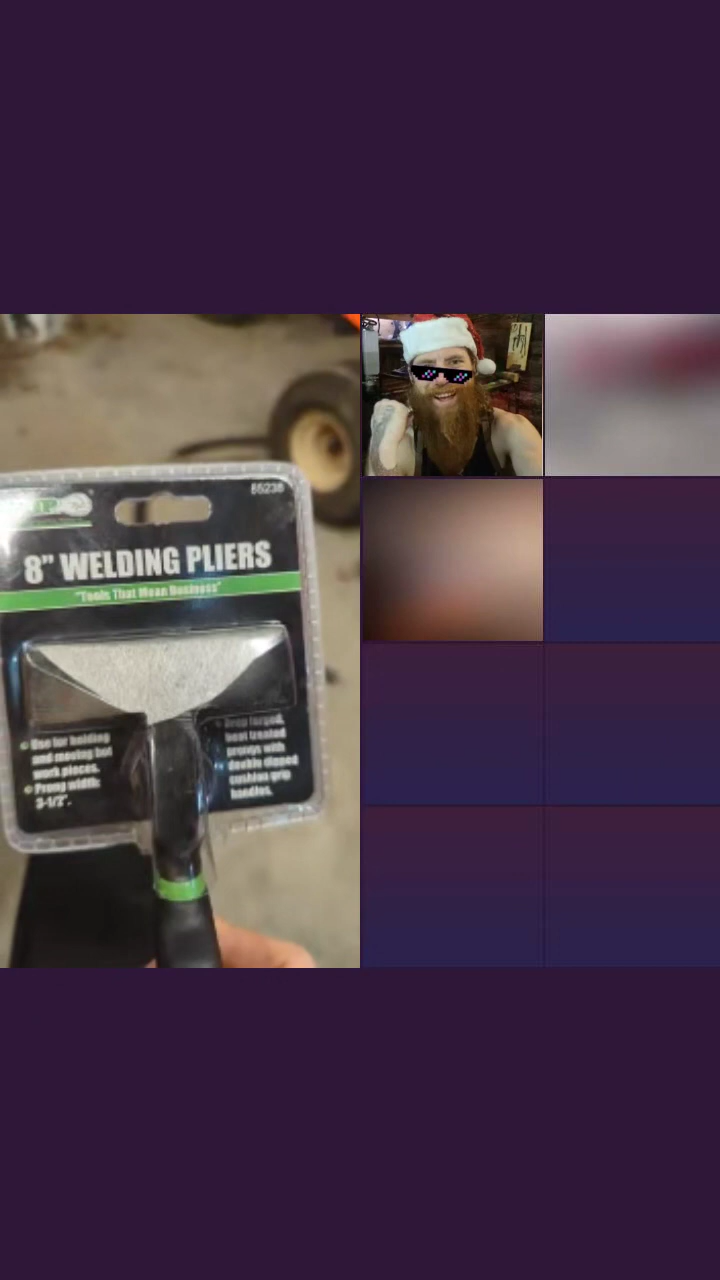 65238
8” WELDING PLIERS
"Tools That Mean Business"
Use for holding
and moving hot
work pieces.
Prong width:
3-1/2".
Drop forged,
heat treated
prongs with
double dipped
cushion grip
handles.